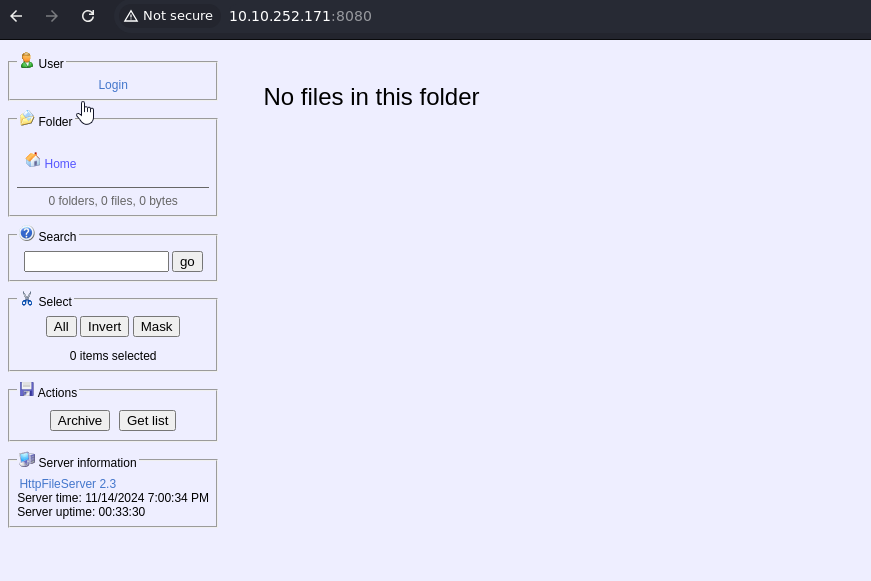 Not secure 10.10.252.171:8080
User
Login
Folder
Home
0 folders, 0 files, 0 bytes
Search
go
Select
All Invert Mask
0 items selected
Actions
Archive Get list
Server information
HttpFileServer 2.3
Server time: 11/14/2024 7:00:34 PM
Server uptime: 00:33:30
No files in this folder